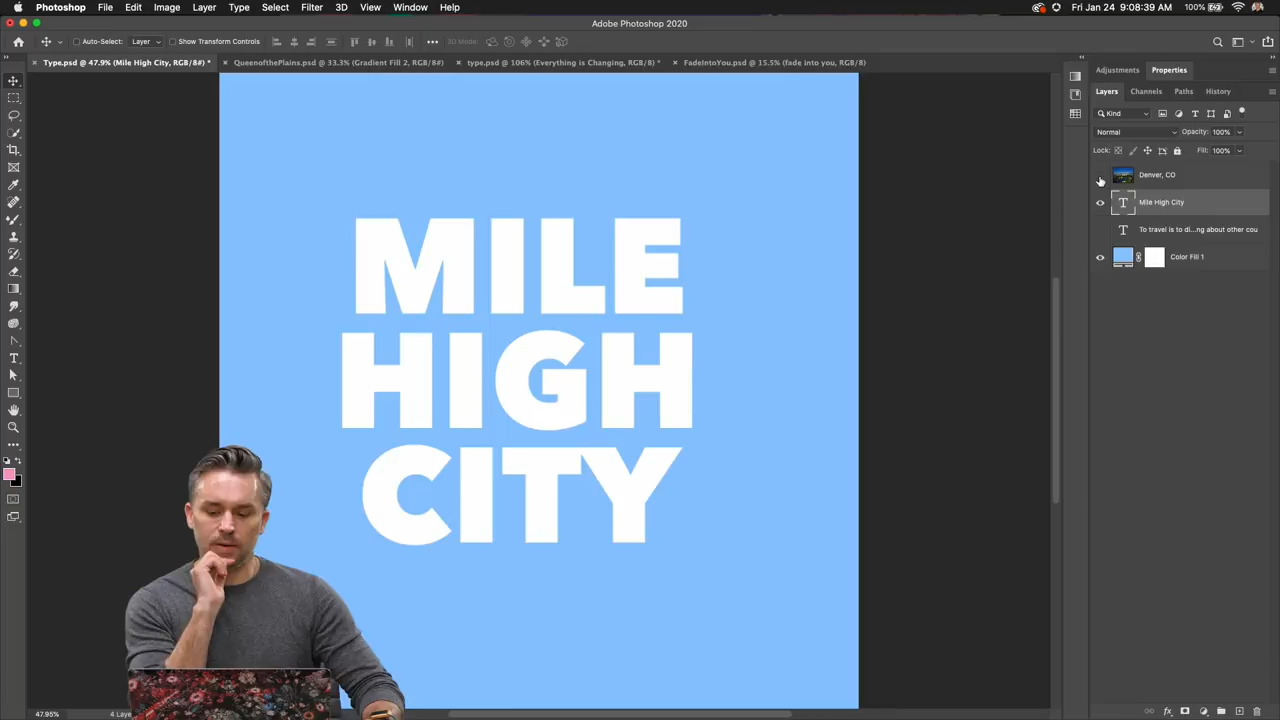 Photoshop File Edit Image Layer Type Select Filter 3D View Window Help 100% Fri Jan 24 9:08:39 AM
Adobe Photoshop 2020
Auto-Select: Layer Show Transform Controls 3D Mode:
Type.psd @ 47.9% (Mile High City, RGB/8#) * QueenofthePlains.psd @ 33.3% (Gradient Fill 2, RGB/8#) type.psd @ 106% (Everything is Changing, RGB/8) * FadeIntoYou.psd @ 15.5% (fade into you, RGB/8)
Adjustments Properties
Layers Channels Paths History
Kind
Normal Opacity: 100%
Lock: Fill: 100%
Denver, CO
Mile High City
To travel is to di...ng about other cou
Color Fill 1
MILE
HIGH
CITY
47.95% 4 Laye